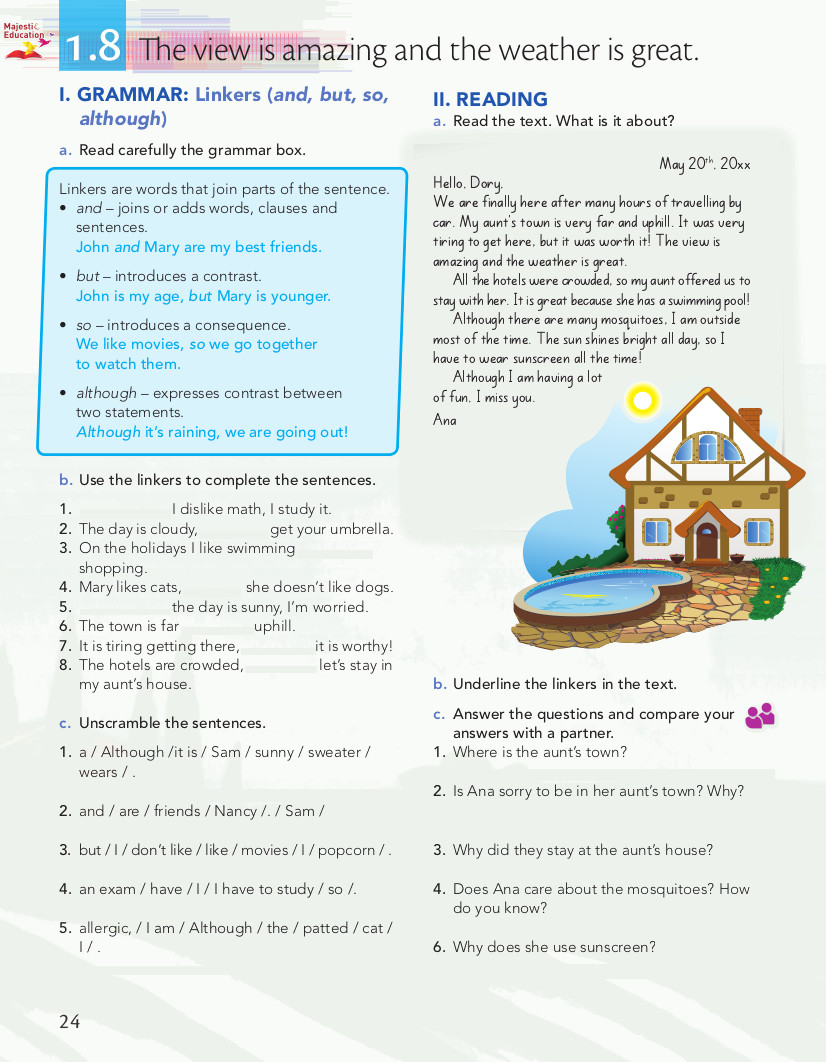 Majestic
Education
1.8 The view is amazing and the weather is great.
I. GRAMMAR: Linkers (and, but, so,
although)
a. Read carefully the grammar box.
Linkers are words that join parts of the sentence.
• and – joins or adds words, clauses and
sentences.
John and Mary are my best friends.
• but – introduces a contrast.
John is my age, but Mary is younger.
• so – introduces a consequence.
We like movies, so we go together
to watch them.
• although – expresses contrast between
two statements.
Although it's raining, we are going out!
b. Use the linkers to complete the sentences.
1. I dislike math, I study it.
2. The day is cloudy, get your umbrella.
3. On the holidays I like swimming
shopping.
4. Mary likes cats, she doesn't like dogs.
5. the day is sunny, I'm worried.
6. The town is far uphill.
7. It is tiring getting there, it is worthy!
8. The hotels are crowded, let's stay in
my aunt's house.
c. Unscramble the sentences.
1. a / Although /it is / Sam / sunny / sweater /
wears / .
2. and / are / friends / Nancy /. / Sam /
3. but / I / don't like / like / movies / I / popcorn / .
4. an exam / have / I / I have to study / so /.
5. allergic, / I am / Although / the / patted / cat /
I / .
24
II. READING
a. Read the text. What is it about?
May 20th, 20xx
Hello, Dory,
We are finally here after many hours of travelling by
car. My aunt's town is very far and uphill. It was very
tiring to get here, but it was worth it! The view is
amazing and the weather is great.
All the hotels were crowded, so my aunt offered us to
stay with her. It is great because she has a swimming pool!
Although there are many mosquitoes, I am outside
most of the time. The sun shines bright all day, so I
have to wear sunscreen all the time!
Although I am having a lot
of fun, I miss you.
Ana
b. Underline the linkers in the text.
c. Answer the questions and compare your
answers with a partner.
1. Where is the aunt's town?
2. Is Ana sorry to be in her aunt's town? Why?
3. Why did they stay at the aunt's house?
4. Does Ana care about the mosquitoes? How
do you know?
6. Why does she use sunscreen?